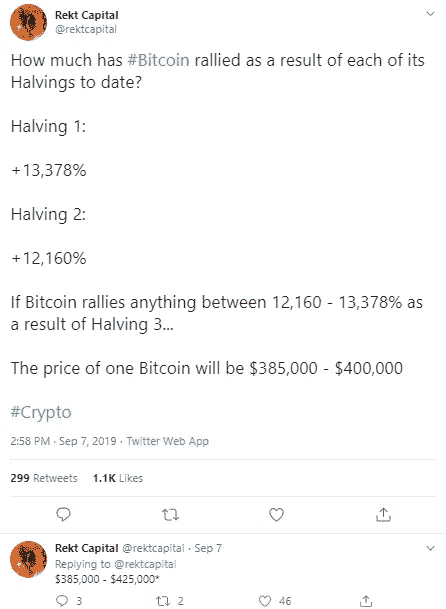 Rekt Capital
@rektcapital
How much has #Bitcoin rallied as a result of each of its
Halvings to date?
Halving 1:
+13,378%
Halving 2:
+12,160%
If Bitcoin rallies anything between 12,160 - 13,378% as
a result of Halving 3...
The price of one Bitcoin will be $385,000 - $400,000
#Crypto
2:58 PM · Sep 7, 2019 · Twitter Web App
299 Retweets 1.1K Likes
Rekt Capital @rektcapital · Sep 7
Replying to @rektcapital
$385,000 - $425,000*
3 2 46